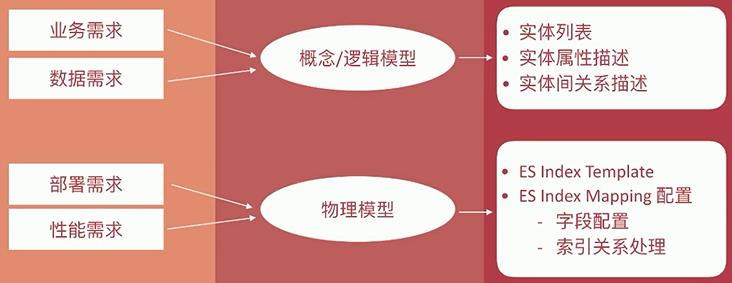 业务需求
数据需求
概念/逻辑模型
• 实体列表
• 实体属性描述
• 实体间关系描述
部署需求
性能需求
物理模型
• ES Index Template
• ES Index Mapping 配置
- 字段配置
- 索引关系处理